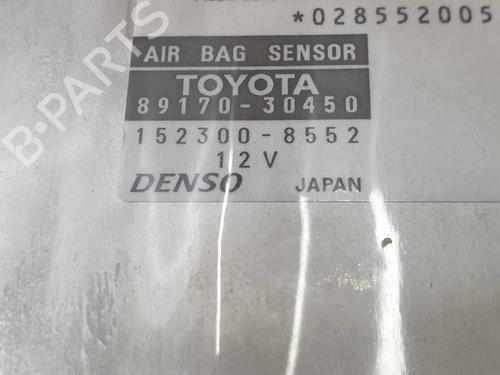 *028552005
AIR BAG SENSOR
TOYOTA
89170-30450
152300-8552
12V
DENSO JAPAN
B-PARTS